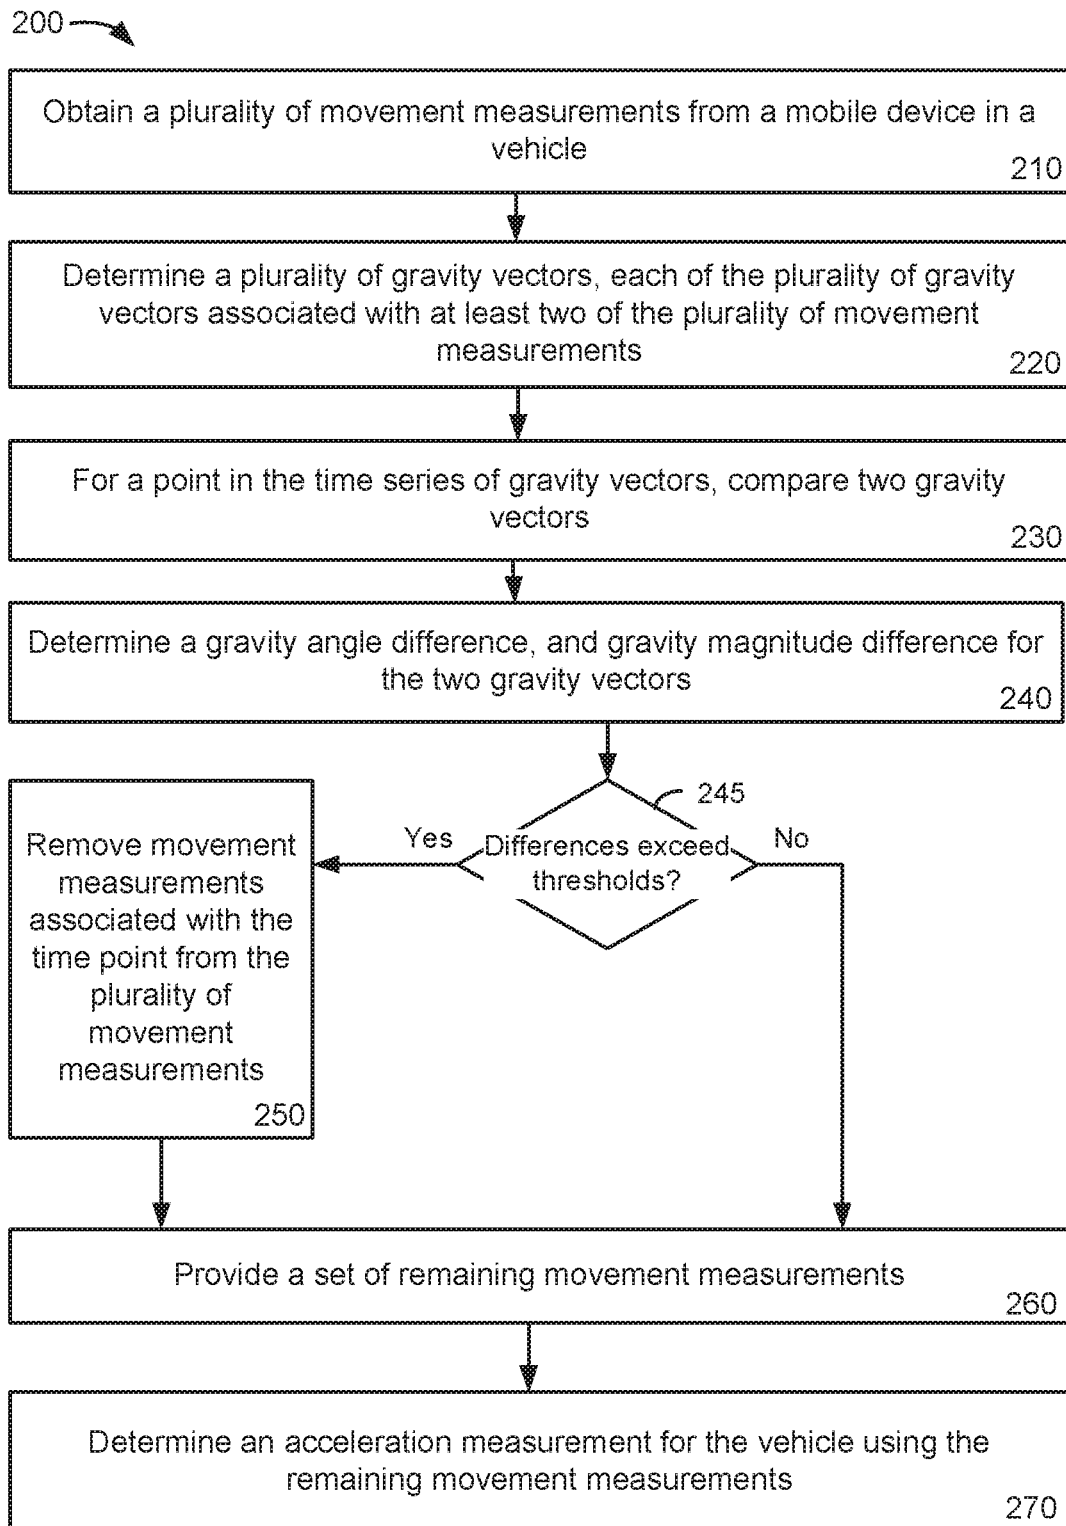 200
Obtain a plurality of movement measurements from a mobile device in a
vehicle
210
Determine a plurality of gravity vectors, each of the plurality of gravity
vectors associated with at least two of the plurality of movement
measurements
220
For a point in the time series of gravity vectors, compare two gravity
vectors
230
Determine a gravity angle difference, and gravity magnitude difference for
the two gravity vectors
240
245
Yes
Differences exceed
thresholds?
No
Remove movement
measurements
associated with the
time point from the
plurality of
movement
measurements
250
Provide a set of remaining movement measurements
260
Determine an acceleration measurement for the vehicle using the
remaining movement measurements
270